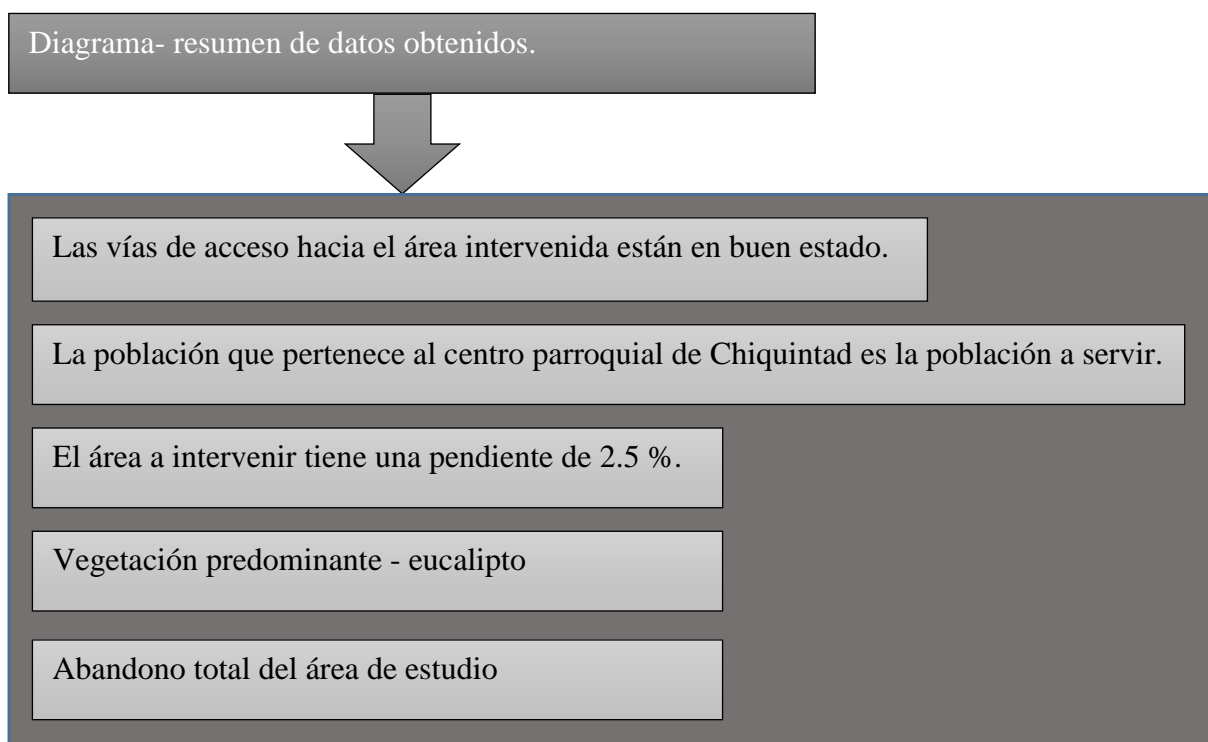 Diagrama- resumen de datos obtenidos.
Las vías de acceso hacia el área intervenida están en buen estado.
La población que pertenece al centro parroquial de Chiquintad es la población a servir.
El área a intervenir tiene una pendiente de 2.5 %.
Vegetación predominante - eucalipto
Abandono total del área de estudio